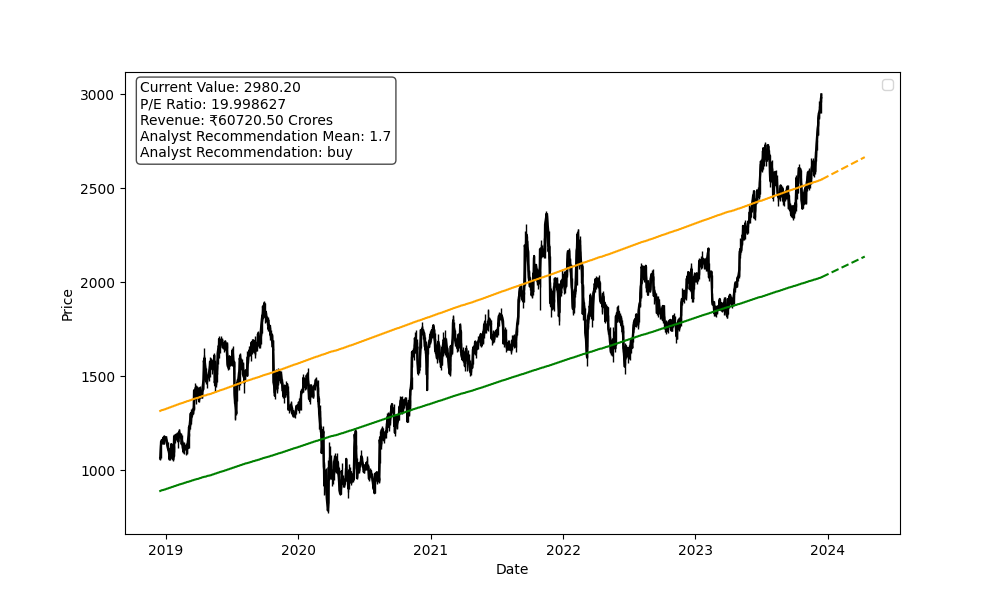 Current Value: 2980.20
P/E Ratio: 19.998627
Revenue: ₹60720.50 Crores
Analyst Recommendation Mean: 1.7
Analyst Recommendation: buy
3000
2500
2000
1500
1000
Price
2019 2020 2021 2022 2023 2024
Date